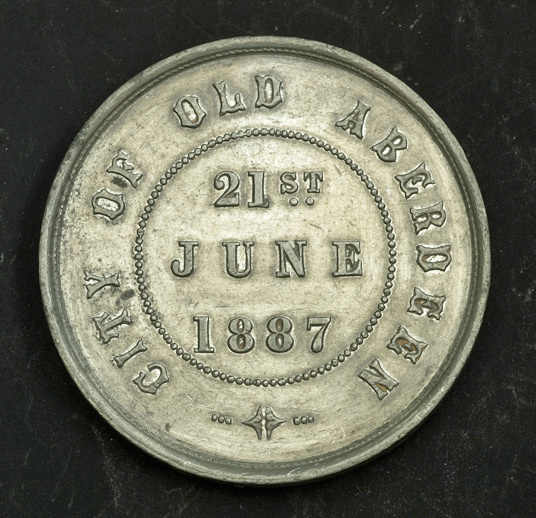 CITY OF OLD ABERDEEN
21ST
JUNE
1887